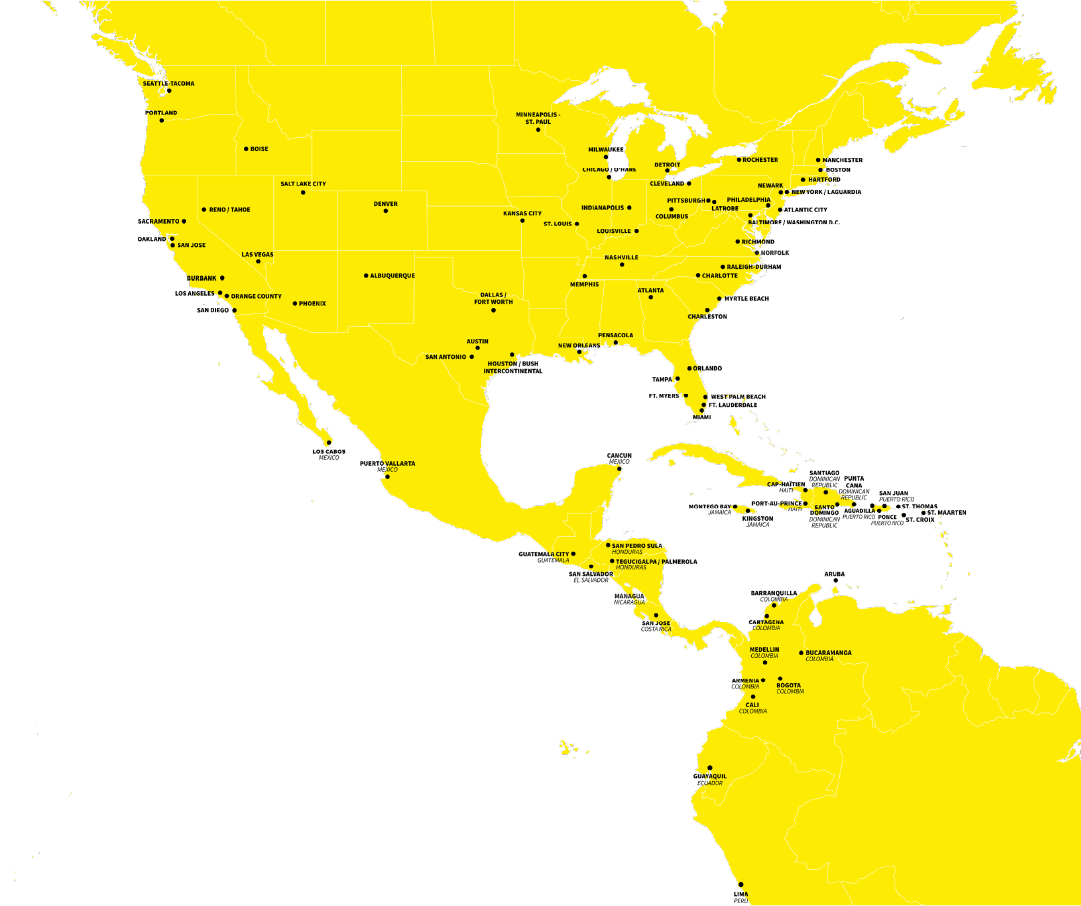 SEATTLE-TACOMA
PORTLAND
MINNEAPOLIS -
ST. PAUL
BOISE
MILWAUKEE
CHICAGO / O'HARE
DETROIT
ROCHESTER
MANCHESTER
BOSTON
HARTFORD
CLEVELAND
NEWARK
NEW YORK / LAGUARDIA
SALT LAKE CITY
DENVER
RENO / TAHOE
SACRAMENTO
KANSAS CITY
ST. LOUIS
INDIANAPOLIS
LOUISVILLE
COLUMBUS
PITTSBURGH
LATROBE
PHILADELPHIA
ATLANTIC CITY
BALTIMORE / WASHINGTON D.C.
OAKLAND
SAN JOSE
RICHMOND
NORFOLK
LAS VEGAS
NASHVILLE
RALEIGH-DURHAM
BURBANK
ALBUQUERQUE
MEMPHIS
CHARLOTTE
LOS ANGELES
ORANGE COUNTY
PHOENIX
DALLAS /
FORT WORTH
ATLANTA
MYRTLE BEACH
SAN DIEGO
CHARLESTON
PENSACOLA
AUSTIN
NEW ORLEANS
SAN ANTONIO
HOUSTON / BUSH
INTERCONTINENTAL
ORLANDO
TAMPA
FT. MYERS
WEST PALM BEACH
FT. LAUDERDALE
MIAMI
LOS CABOS
MEXICO
PUERTO VALLARTA
MEXICO
CANCUN
MEXICO
SANTIAGO
DOMINICAN
REPUBLIC
PUNTA
CANA
DOMINICAN
REPUBLIC
CAP-HAÏTIEN
HAITI
SAN JUAN
PUERTO RICO
MONTEGO BAY
JAMAICA
PORT-AU-PRINCE
HAITI
SANTO
DOMINGO
DOMINICAN
REPUBLIC
AGUADILLA
PUERTO RICO
PONCE
PUERTO RICO
ST. THOMAS
ST. MAARTEN
ST. CROIX
KINGSTON
JAMAICA
SAN PEDRO SULA
HONDURAS
GUATEMALA CITY
GUATEMALA
TEGUCIGALPA / PALMEROLA
HONDURAS
SAN SALVADOR
EL SALVADOR
ARUBA
MANAGUA
NICARAGUA
BARRANQUILLA
COLOMBIA
SAN JOSE
COSTA RICA
CARTAGENA
COLOMBIA
MEDELLIN
COLOMBIA
BUCARAMANGA
COLOMBIA
ARMENIA
COLOMBIA
BOGOTA
COLOMBIA
CALI
COLOMBIA
GUAYAQUIL
ECUADOR
LIMA
PERU